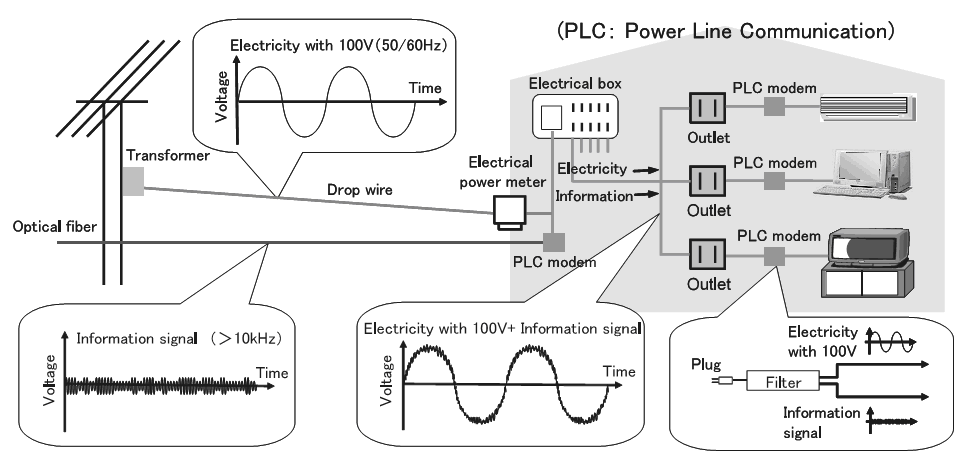 (PLC: Power Line Communication)
Electricity with 100V(50/60Hz)
Voltage
Time
Electrical box
PLC modem
Outlet
Transformer
Electrical
power meter
Electricity
Information
PLC modem
Outlet
Drop wire
Optical fiber
PLC modem
PLC modem
Outlet
Information signal (>10kHz)
Voltage
Time
Electricity with 100V+ Information signal
Voltage
Time
Electricity
with 100V
Plug
Filter
Information
signal